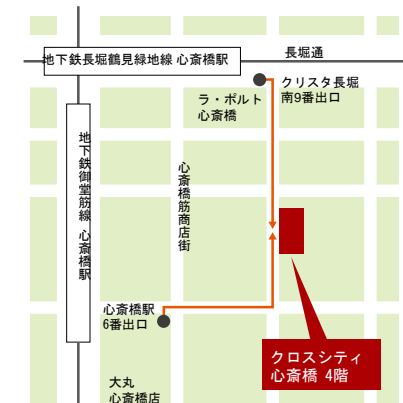 地下鉄長堀鶴見緑地線 心斎橋駅
長堀通
クリスタ長堀
南9番出口
ラ・ポルト
心斎橋
地下鉄御堂筋線 心斎橋駅
心斎橋筋商店街
心斎橋駅
6番出口
クロスシティ
心斎橋 4階
大丸
心斎橋店